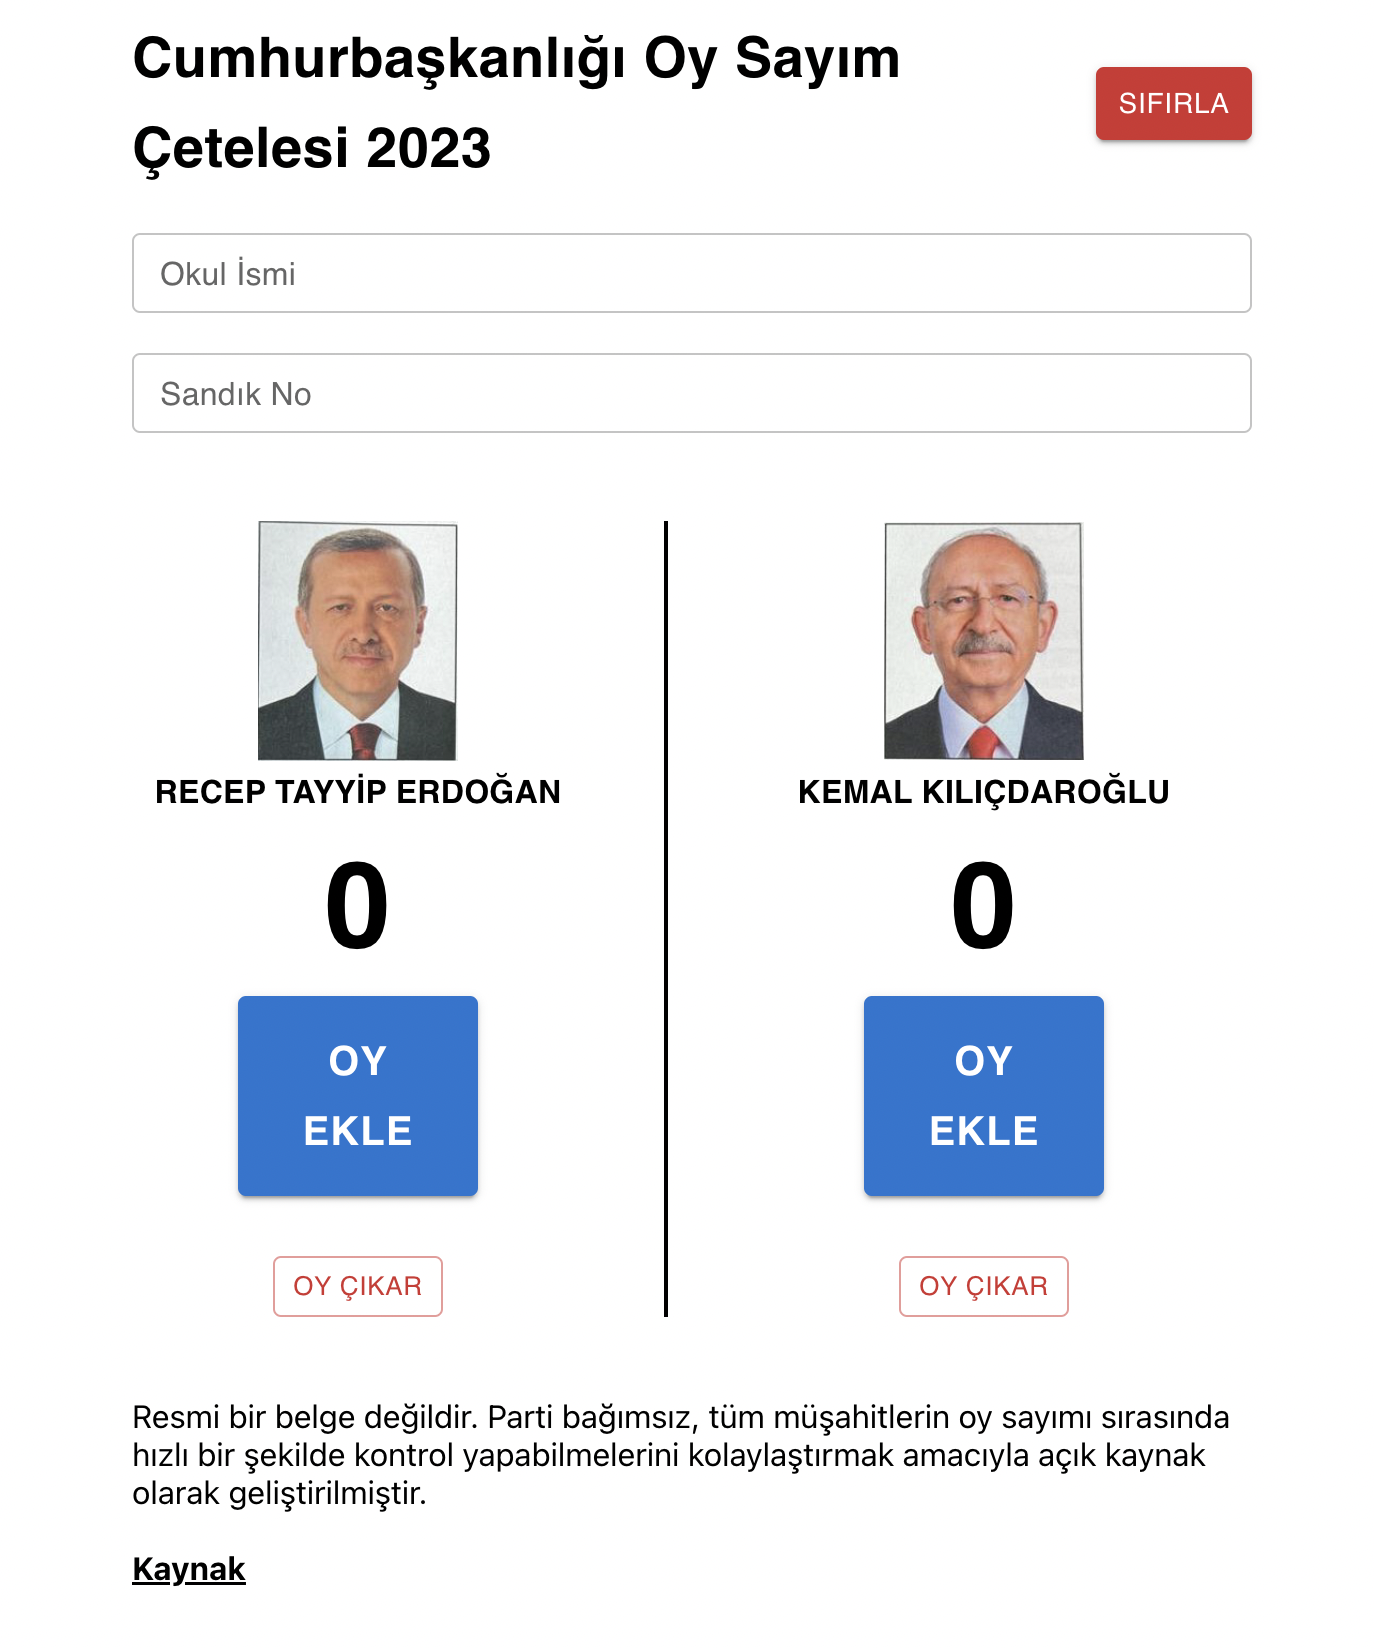 Cumhurbaşkanlığı Oy Sayım
Çetelesi 2023
SIFIRLA
Okul İsmi
Sandık No
RECEP TAYYİP ERDOĞAN
0
OY
EKLE
OY ÇIKAR
KEMAL KILIÇDAROĞLU
0
OY
EKLE
OY ÇIKAR
Resmi bir belge değildir. Parti bağımsız, tüm müşahitlerin oy sayımı sırasında
hızlı bir şekilde kontrol yapabilmelerini kolaylaştırmak amacıyla açık kaynak
olarak geliştirilmiştir.
Kaynak